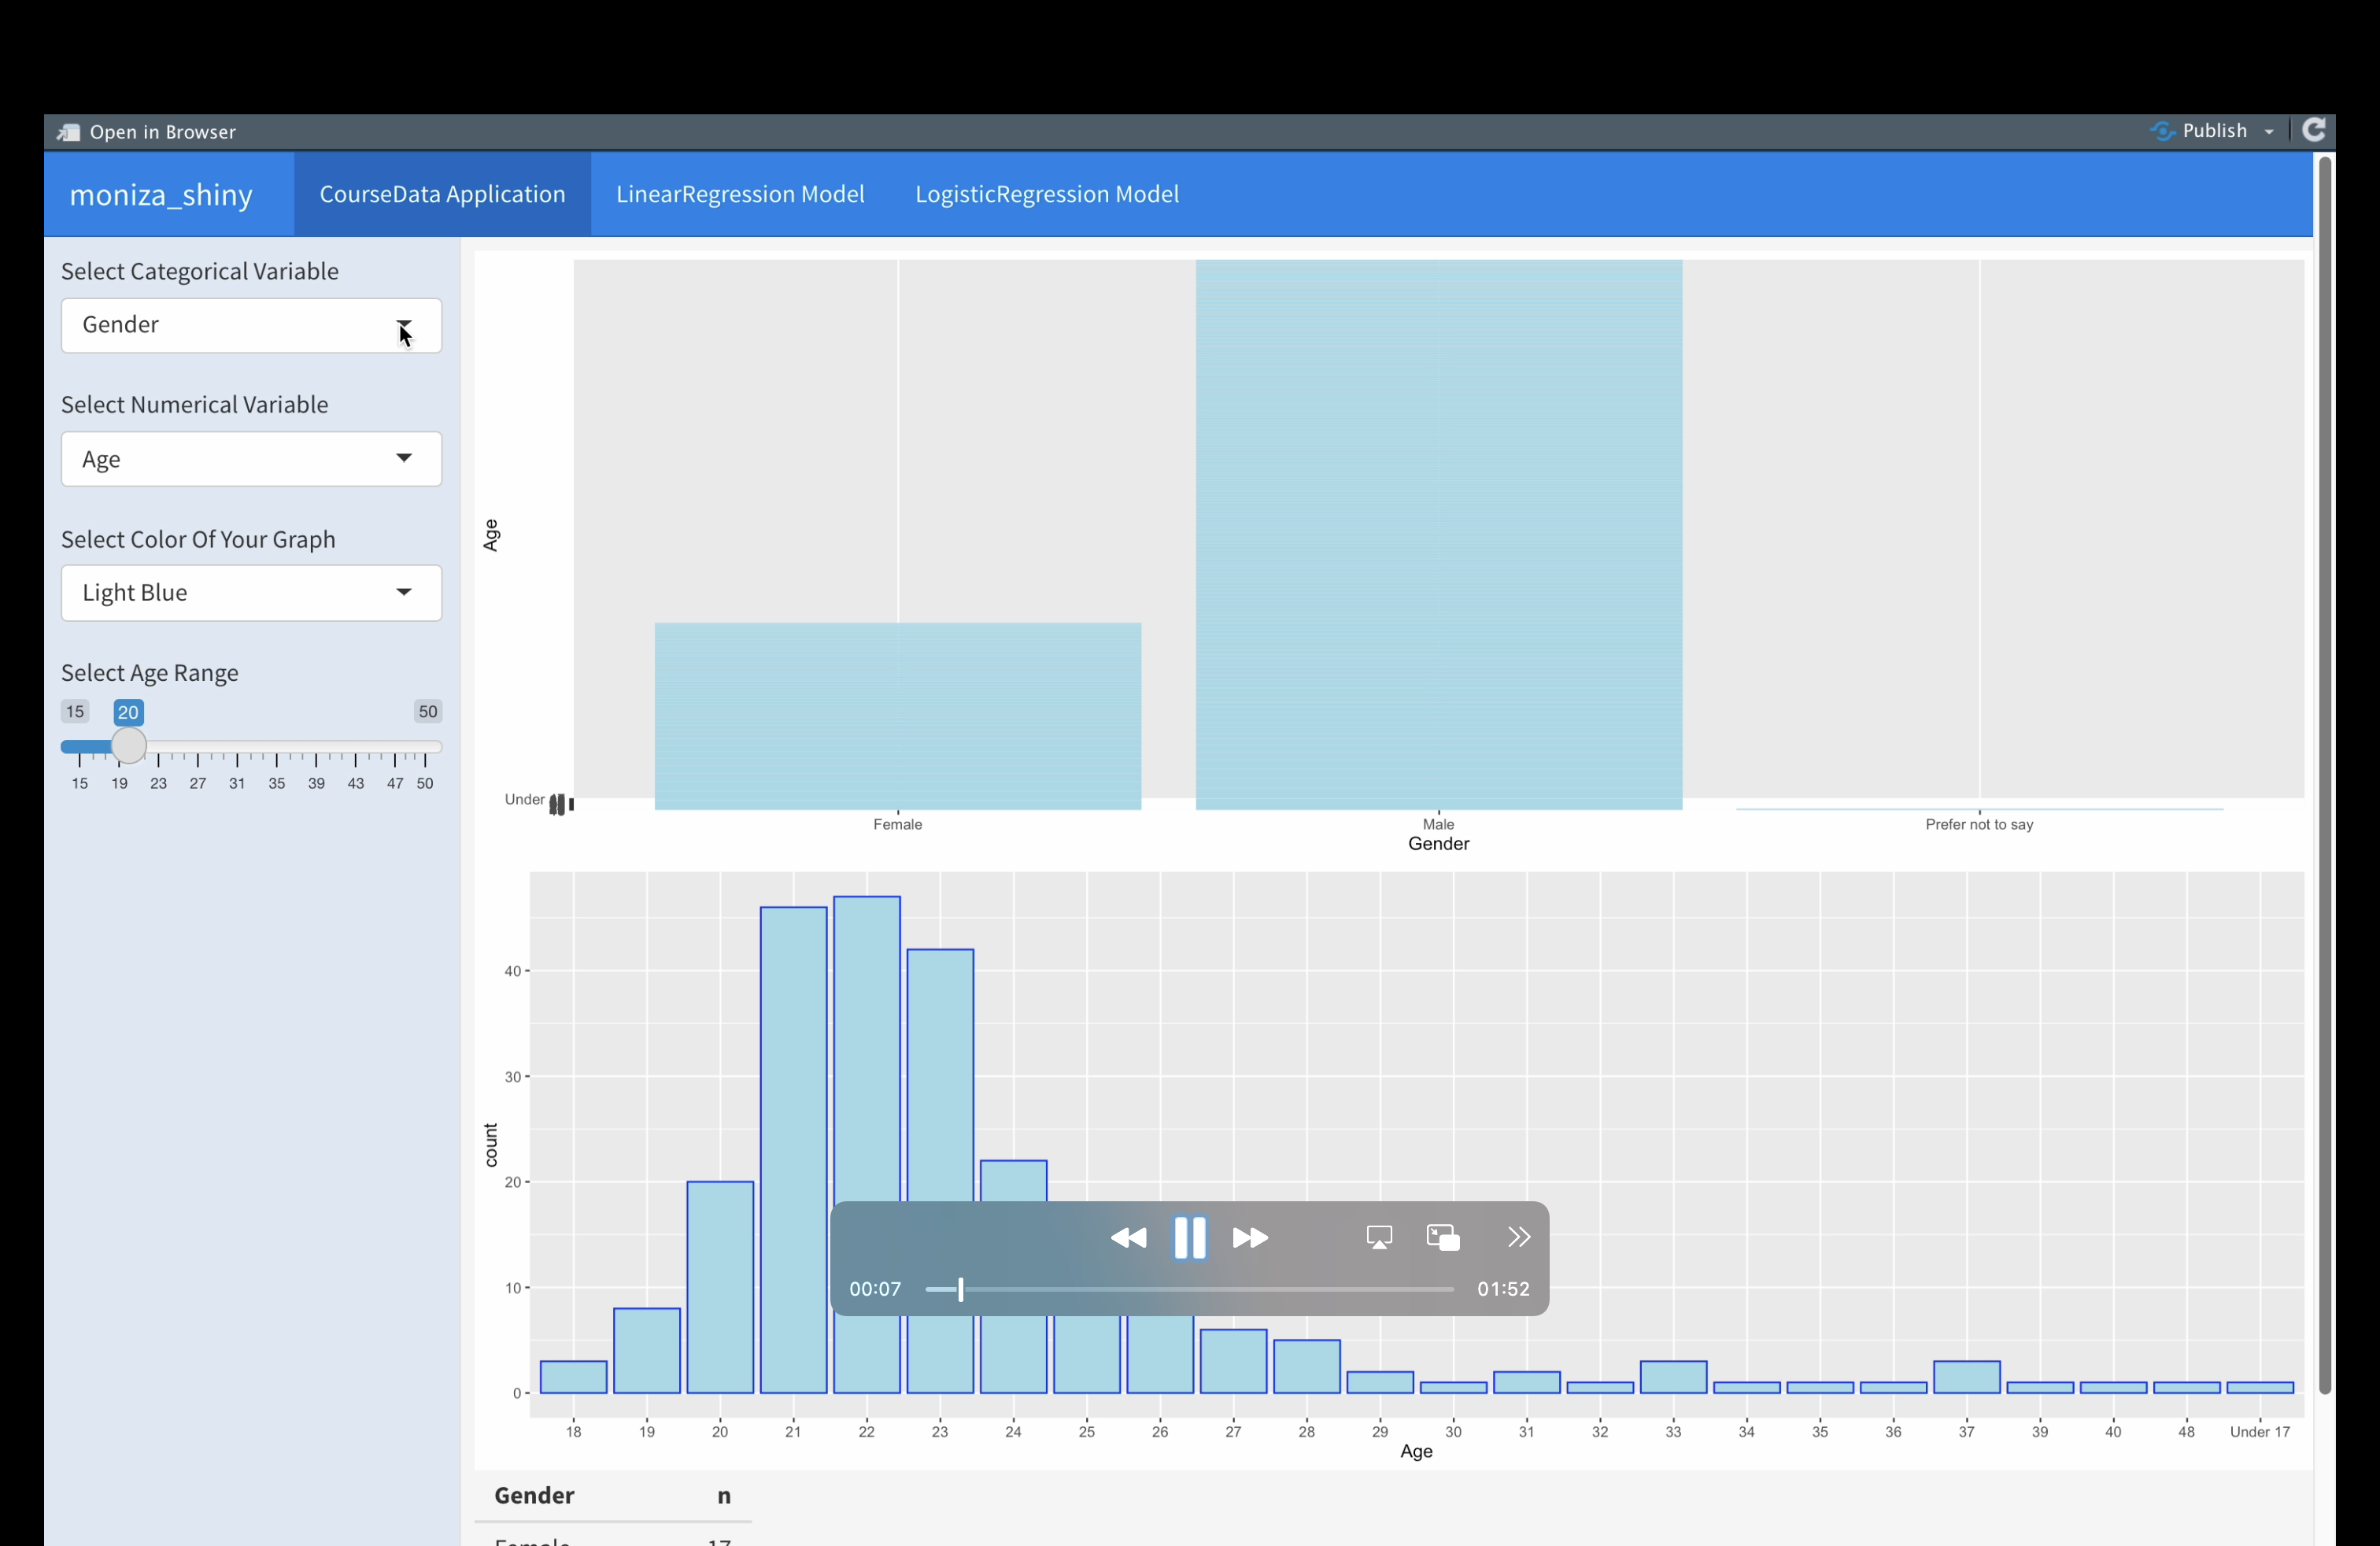 Open in Browser
Publish
moniza_shiny
CourseData Application
LinearRegression Model
LogisticRegression Model
Select Categorical Variable
Gender
Select Numerical Variable
Age
Select Color Of Your Graph
Light Blue
Select Age Range
15 20 50
15 19 23 27 31 35 39 43 47 50
Age
Under
Female Male Prefer not to say
Gender
count
40
30
20
10
0
00:07 01:52
18 19 20 21 22 23 24 25 26 27 28 29 30 31 32 33 34 35 36 37 39 40 48 Under 17
Age
Gender n
Female 17